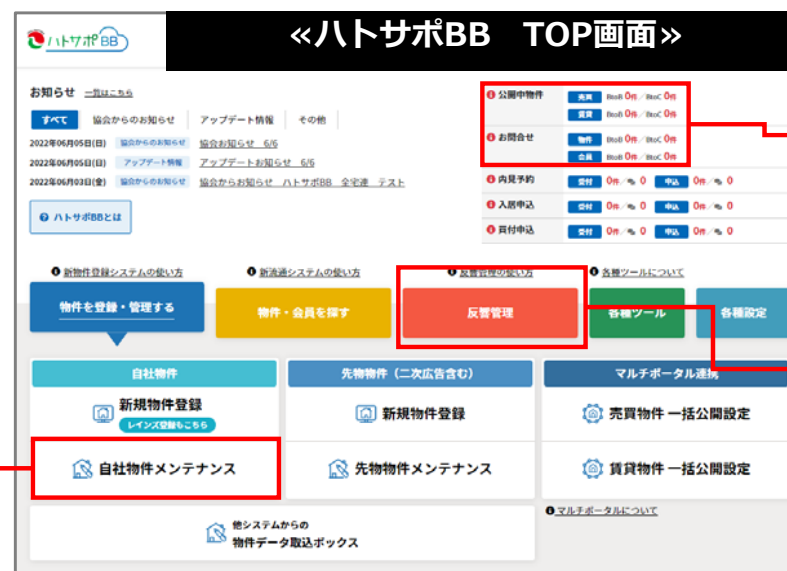 ハトサポBB
≪ハトサポBB　TOP画面≫
お知らせ 一覧はこちら
すべて 協会からのお知らせ アップデート情報 その他
2022年06月05日(日) 協会からのお知らせ 協会お知らせ 6/6
2022年06月05日(日) アップデート情報 アップデートお知らせ 6/6
2022年06月03日(金) 協会からのお知らせ 協会からお知らせ ハトサポBB 全宅連 テスト
ハトサポBBとは
公開中物件 売買 BtoB 0件／BtoC 0件
賃貸 BtoB 0件／BtoC 0件
お問合せ 物件 BtoB 0件／BtoC 0件
会員 BtoB 0件／BtoC 0件
内見予約 受付 0件／ 0 申込 0件／ 0
入居申込 受付 0件／ 0 申込 0件／ 0
買付申込 受付 0件／ 0 申込 0件／ 0
新物件登録システムの使い方 新流通システムの使い方 反響管理の使い方 各種ツールについて
物件を登録・管理する 物件・会員を探す 反響管理 各種ツール 各種設定
自社物件 先物物件（二次広告含む） マルチポータル連携
新規物件登録
レインズ登録もこちら
新規物件登録
売買物件 一括公開設定
自社物件メンテナンス 先物物件メンテナンス 賃貸物件 一括公開設定
他システムからの
物件データ取込ボックス
マルチポータルについて